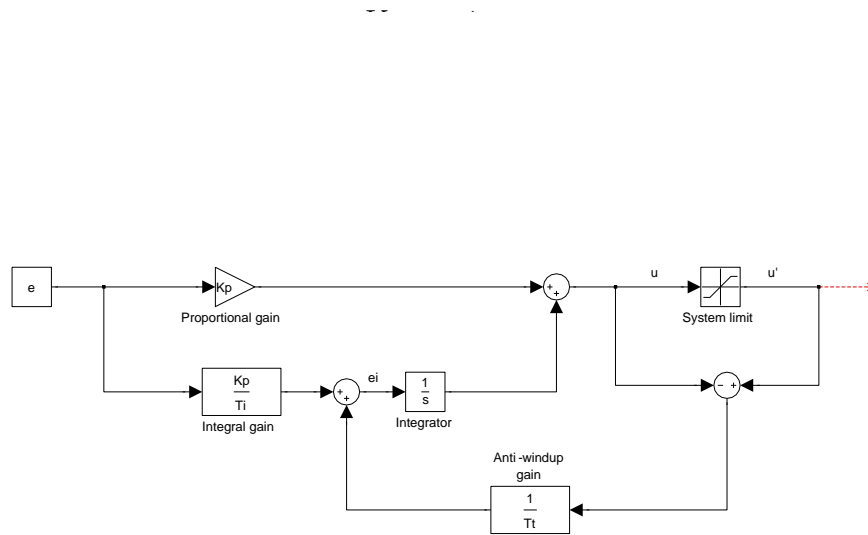 e
Kp
Proportional gain
+
+
u
System limit
u'
Kp
Ti
Integral gain
+
+
ei
1
s
Integrator
- +
Anti-windup
gain
1
Tt